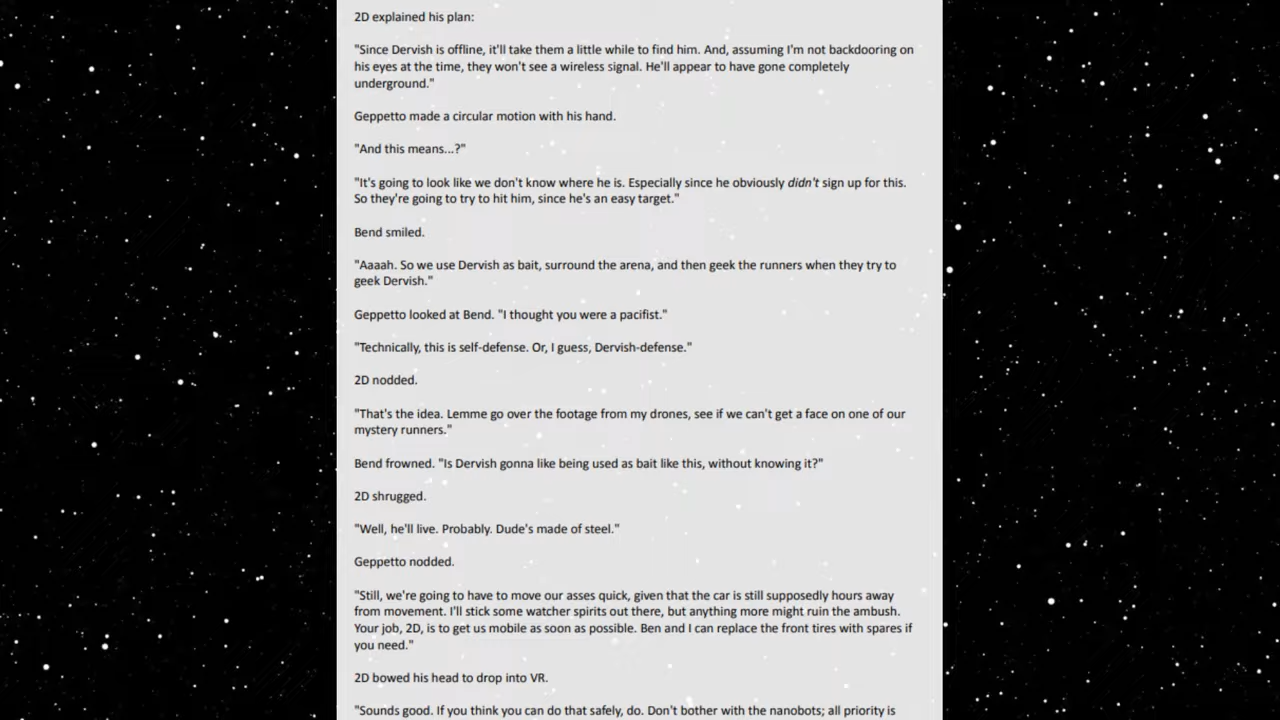 2D explained his plan:
"Since Dervish is offline, it'll take them a little while to find him. And, assuming I'm not backdooring on
his eyes at the time, they won't see a wireless signal. He'll appear to have gone completely
underground."
Geppetto made a circular motion with his hand.
"And this means...?"
"It's going to look like we don't know where he is. Especially since he obviously didn't sign up for this.
So they're going to try to hit him, since he's an easy target."
Bend smiled.
"Aaaah. So we use Dervish as bait, surround the arena, and then geek the runners when they try to
geek Dervish."
Geppetto looked at Bend. "I thought you were a pacifist."
"Technically, this is self-defense. Or, I guess, Dervish-defense."
2D nodded.
"That's the idea. Lemme go over the footage from my drones, see if we can't get a face on one of our
mystery runners."
Bend frowned. "Is Dervish gonna like being used as bait like this, without knowing it?"
2D shrugged.
"Well, he'll live. Probably. Dude's made of steel."
Geppetto nodded.
"Still, we're going to have to move our asses quick, given that the car is still supposedly hours away
from movement. I'll stick some watcher spirits out there, but anything more might ruin the ambush.
Your job, 2D, is to get us mobile as soon as possible. Ben and I can replace the front tires with spares if
you need."
2D bowed his head to drop into VR.
"Sounds good. If you think you can do that safely, do. Don't bother with the nanobots; all priority is